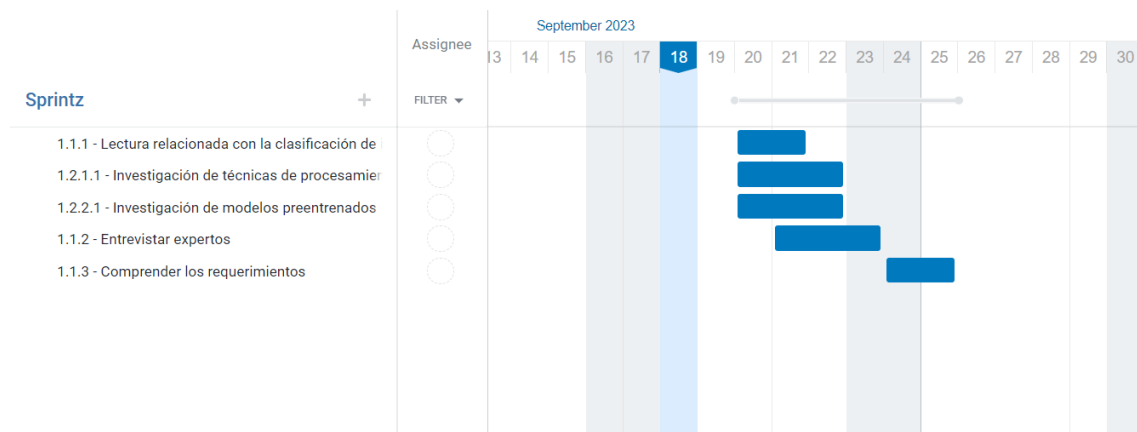 September 2023
Assignee
13 14 15 16 17 18 19 20 21 22 23 24 25 26 27 28 29 30
Sprintz + FILTER
1.1.1 - Lectura relacionada con la clasificación de
1.2.1.1 - Investigación de técnicas de
1.2.2.1 - Investigación de modelos preentrenados
1.1.2 - Entrevistar expertos
1.1.3 - Comprender los requerimientos